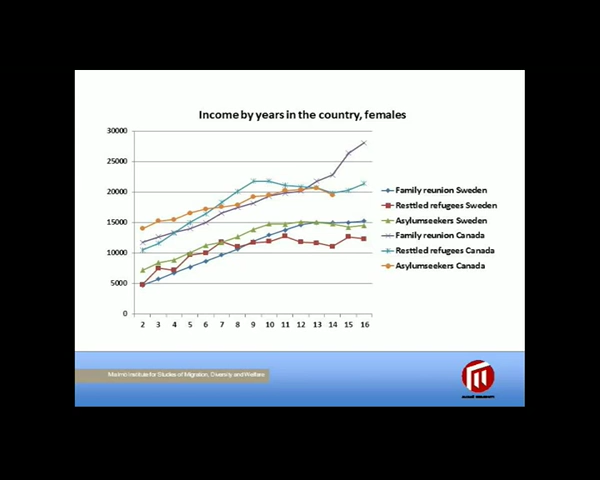 Income by years in the country, females
30000
25000
20000
15000
10000
5000
0
2 3 4 5 6 7 8 9 10 11 12 13 14 15 16
Family reunion Sweden
Resttled refugees Sweden
Asylumseekers Sweden
Family reunion Canada
Resttled refugees Canada
Asylumseekers Canada
Malmö Institute for Studies of Migration, Diversity and Welfare